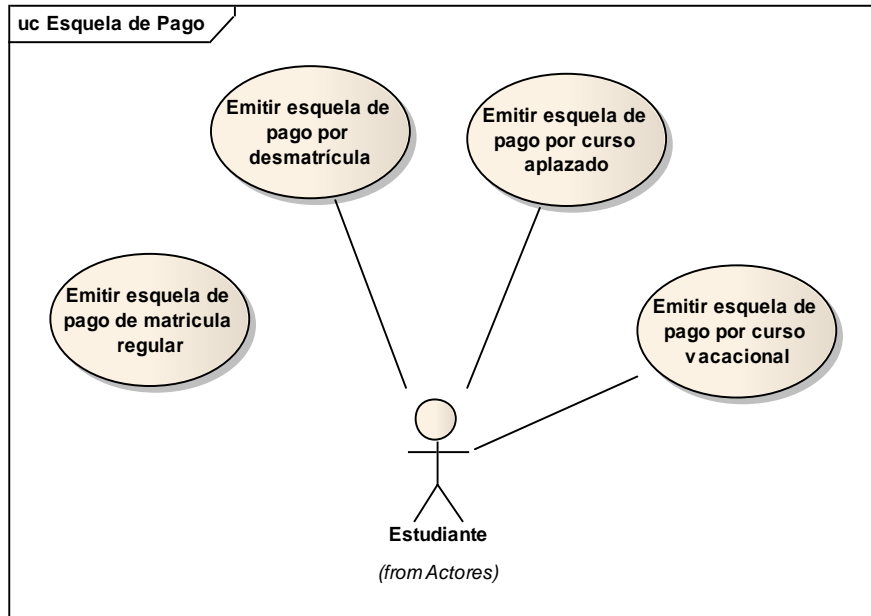 uc Esquela de Pago
Emitir esquela de
pago por
desmatrícula
Emitir esquela de
pago por curso
aplazado
Emitir esquela de
pago de matricula
regular
Emitir esquela de
pago por curso
vacacional
Estudiante
(from Actores)